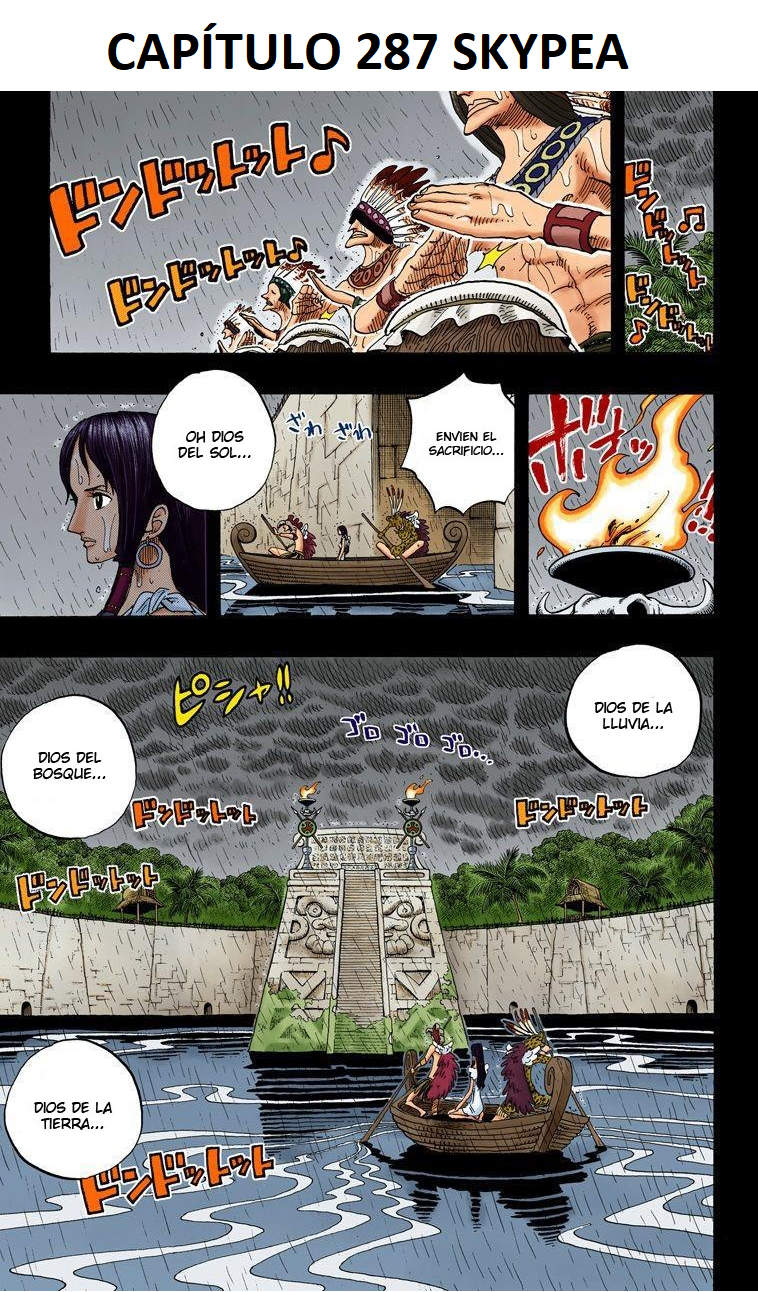 CAPÍTULO 287 SKYPEA
ドンドットット♪
ドンドットット♪
ドンドットット♫
ドンドットット♪
ボオッ
ENVIEN EL
SACRIFICIO...
ざわ ざわ
OH DIOS
DEL SOL...
DIOS DE LA
LLUVIA...
ピシャ!!
ゴロ ゴロ ゴロ...
DIOS DEL
BOSQUE...
ドンドットット
ドンドットット
ドンドットット
DIOS DE LA
TIERRA...
ドンドットット